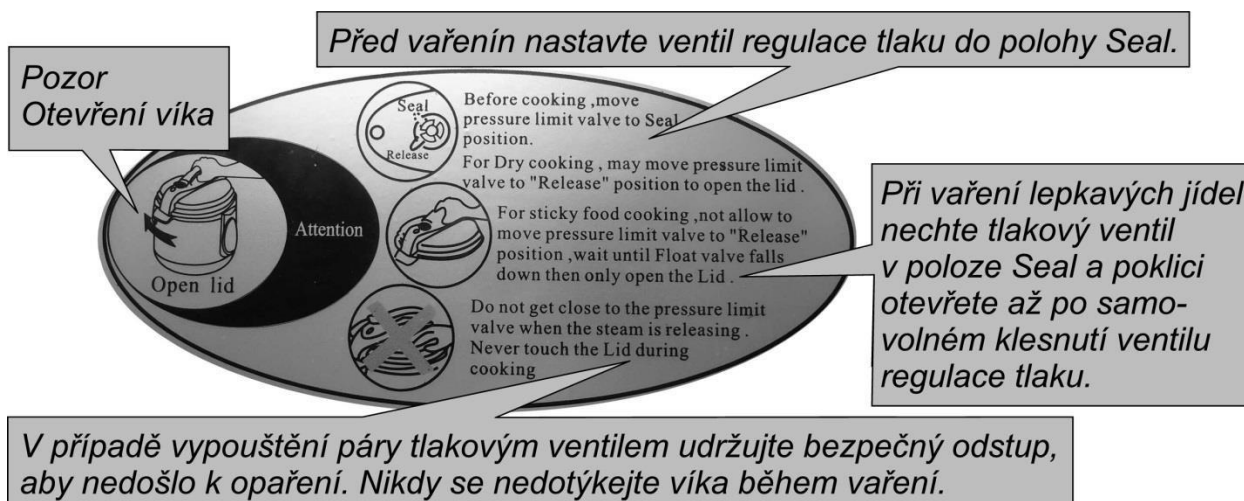 Před vařenín nastavte ventil regulace tlaku do polohy Seal.
Pozor
Otevření víka
Seal
Release
Before cooking ,move
pressure limit valve to Seal
position.
For Dry cooking , may move pressure limit
valve to "Release" position to open the lid .
Attention
Open lid
For sticky food cooking ,not allow to
move pressure limit valve to "Release"
position ,wait until Float valve falls
down then only open the Lid .
Při vaření lepkavých jídel
nechte tlakový ventil
v poloze Seal a poklici
otevřete až po samo-
volném klesnutí ventilu
regulace tlaku.
Do not get close to the pressure limit
valve when the steam is releasing .
Never touch the Lid during
cooking
V případě vypouštění páry tlakovým ventilem udržujte bezpečný odstup,
aby nedošlo k opaření. Nikdy se nedotýkejte víka během vaření.